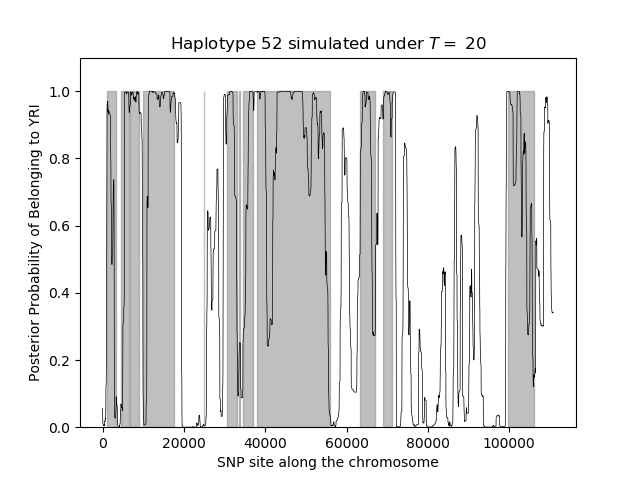 Haplotype 52 simulated under T = 20
Posterior Probability of Belonging to YRI
1.0
0.8
0.6
0.4
0.2
0.0
0 20000 40000 60000 80000 100000
SNP site along the chromosome